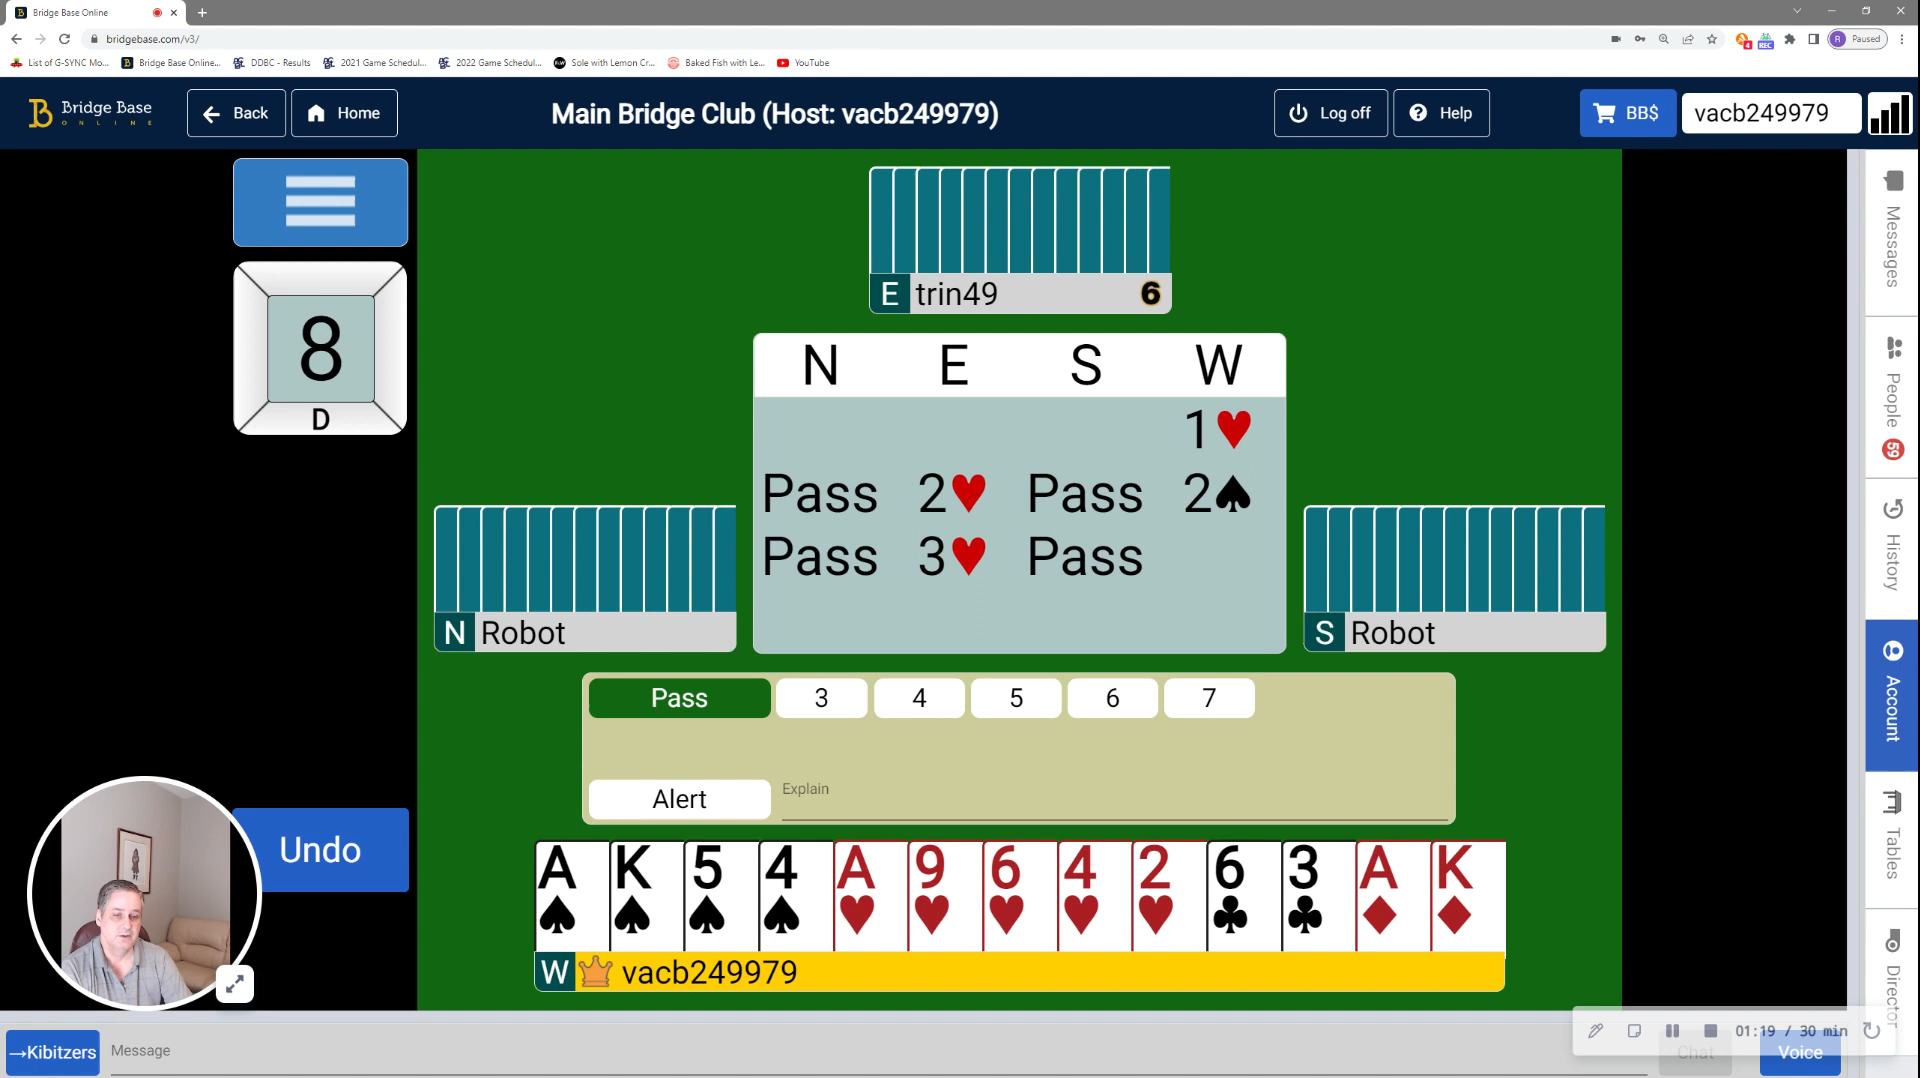 Bridge Base Online
bridgebase.com/v3/
R Paused
List of G-SYNC Mo...
Bridge Base Online...
DDBC - Results
2021 Game Schedul...
2022 Game Schedul...
Sole with Lemon Cr...
Baked Fish with Le...
YouTube
B Bridge Base
ONLINE
Back
Home
Main Bridge Club (Host: vacb249979)
Log off
Help
BB$
vacb249979
Messages
People
59
History
Account
Tables
Director
8
D
E trin49 6
N E S W
1♥
Pass 2♥ Pass 2♠
Pass 3♥ Pass
N Robot
S Robot
Pass 3 4 5 6 7
Alert Explain
Undo
A K 5 4 A 9 6 4 2 6 3 A K
♠ ♠ ♠ ♠ ♥ ♥ ♥ ♥ ♥ ♣ ♣ ♦ ♦
W vacb249979
01:19 / 30 min
→Kibitzers
Message
Chat
Voice